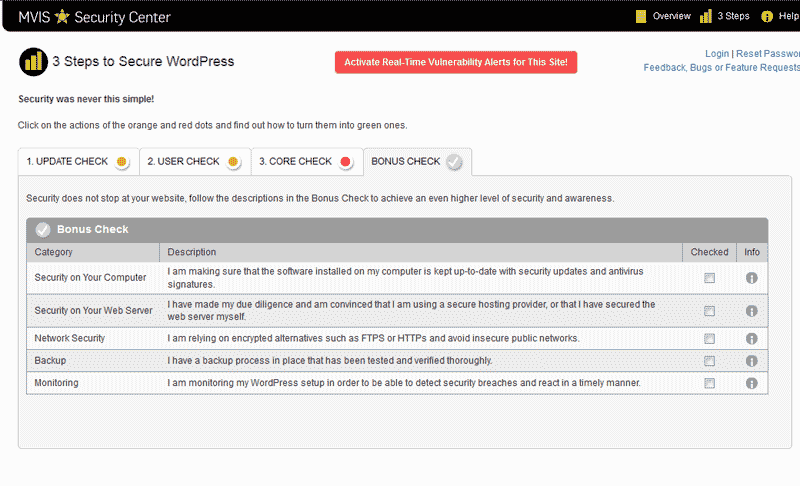 MVIS Security Center
Overview
3 Steps
Help
3 Steps to Secure WordPress
Activate Real-Time Vulnerability Alerts for This Site!
Login | Reset Passwor
Feedback, Bugs or Feature Requests
Security was never this simple!
Click on the actions of the orange and red dots and find out how to turn them into green ones.
1. UPDATE CHECK
2. USER CHECK
3. CORE CHECK
BONUS CHECK
Security does not stop at your website, follow the descriptions in the Bonus Check to achieve an even higher level of security and awareness.
Bonus Check
Category Description Checked Info
Security on Your Computer
I am making sure that the software installed on my computer is kept up-to-date with security updates and antivirus
signatures.
Security on Your Web Server
I have made my due diligence and am convinced that I am using a secure hosting provider, or that I have secured the
web server myself.
Network Security
I am relying on encrypted alternatives such as FTPS or HTTPs and avoid insecure public networks.
Backup
I have a backup process in place that has been tested and verified thoroughly.
Monitoring
I am monitoring my WordPress setup in order to be able to detect security breaches and react in a timely manner.